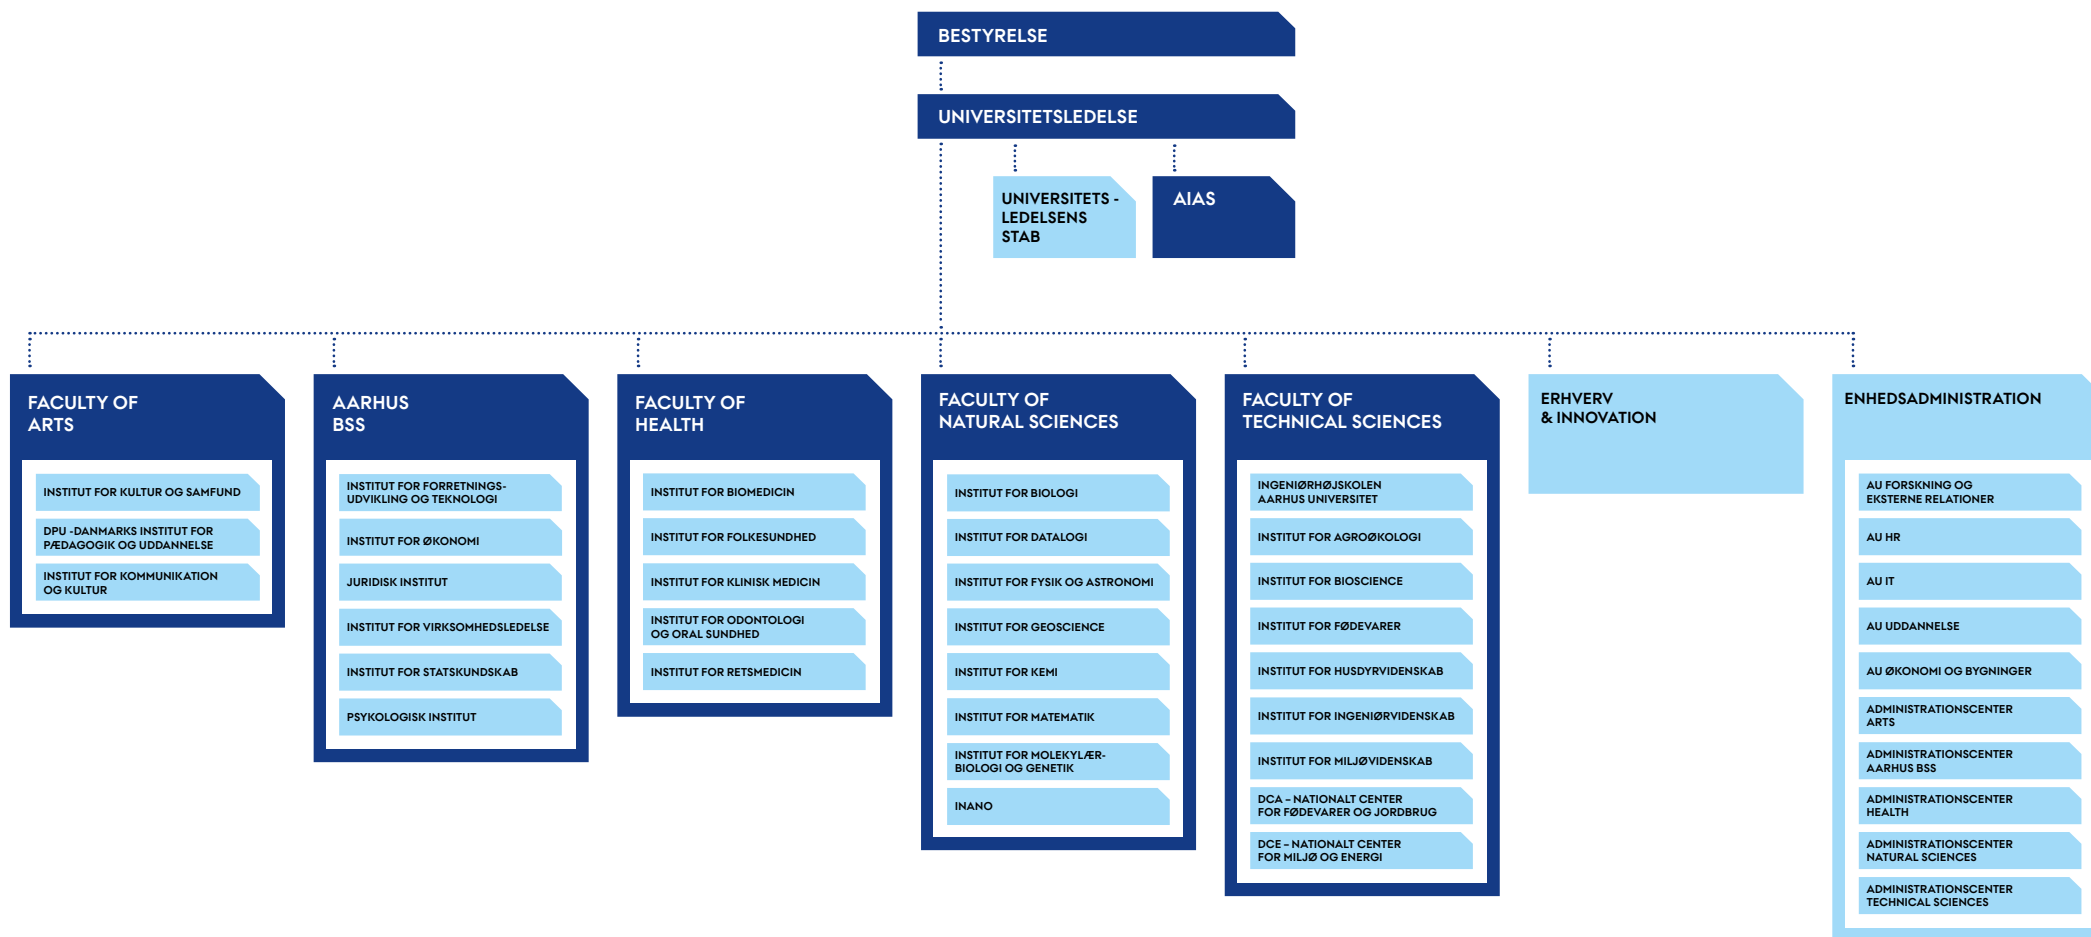 BESTYRELSE
UNIVERSITETSLEDELSE
UNIVERSITETS -
LEDELSENS
STAB
AIAS
FACULTY OF
ARTS
INSTITUT FOR KULTUR OG SAMFUND
DPU -DANMARKS INSTITUT FOR
PÆDAGOGIK OG UDDANNELSE
INSTITUT FOR KOMMUNIKATION
OG KULTUR
AARHUS
BSS
INSTITUT FOR FORRETNINGS-
UDVIKLING OG TEKNOLOGI
INSTITUT FOR ØKONOMI
JURIDISK INSTITUT
INSTITUT FOR VIRKSOMHEDSLEDELSE
INSTITUT FOR STATSKUNDSKAB
PSYKOLOGISK INSTITUT
FACULTY OF
HEALTH
INSTITUT FOR BIOMEDICIN
INSTITUT FOR FOLKESUNDHED
INSTITUT FOR KLINISK MEDICIN
INSTITUT FOR ODONTOLOGI
OG ORAL SUNDHED
INSTITUT FOR RETSMEDICIN
FACULTY OF
NATURAL SCIENCES
INSTITUT FOR BIOLOGI
INSTITUT FOR DATALOGI
INSTITUT FOR FYSIK OG ASTRONOMI
INSTITUT FOR GEOSCIENCE
INSTITUT FOR KEMI
INSTITUT FOR MATEMATIK
INSTITUT FOR MOLEKYLÆR-
BIOLOGI OG GENETIK
INANO
FACULTY OF
TECHNICAL SCIENCES
INGENIØRHØJSKOLEN
AARHUS UNIVERSITET
INSTITUT FOR AGROØKOLOGI
INSTITUT FOR BIOSCIENCE
INSTITUT FOR FØDEVARER
INSTITUT FOR HUSDYRVIDENSKAB
INSTITUT FOR INGENIØRVIDENSKAB
INSTITUT FOR MILJØVIDENSKAB
DCA – NATIONALT CENTER
FOR FØDEVARER OG JORDBRUG
DCE – NATIONALT CENTER
FOR MILJØ OG ENERGI
ERHVERV
& INNOVATION
ENHEDSADMINISTRATION
AU FORSKNING OG
EKSTERNE RELATIONER
AU HR
AU IT
AU UDDANNELSE
AU ØKONOMI OG BYGNINGER
ADMINISTRATIONSCENTER
ARTS
ADMINISTRATIONSCENTER
AARHUS BSS
ADMINISTRATIONSCENTER
HEALTH
ADMINISTRATIONSCENTER
NATURAL SCIENCES
ADMINISTRATIONSCENTER
TECHNICAL SCIENCES